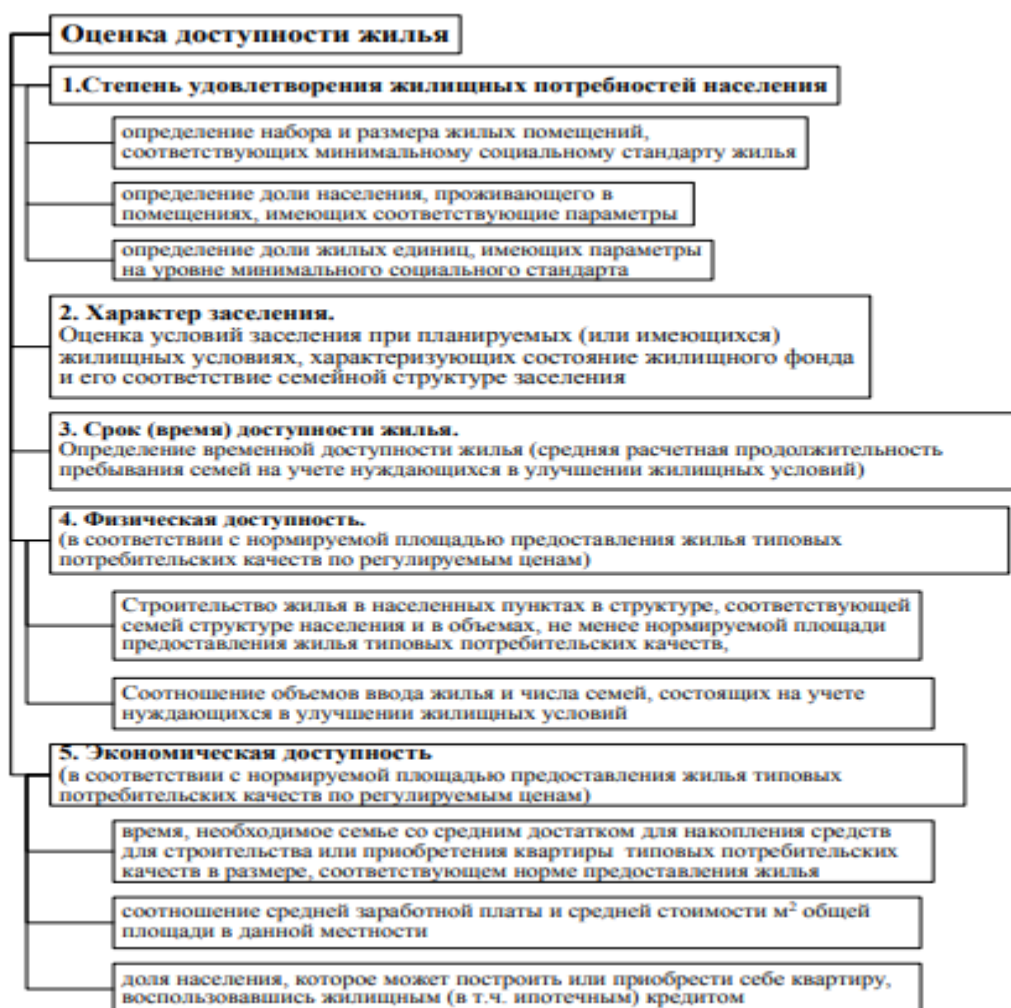 Оценка доступности жилья
1.Степень удовлетворения жилищных потребностей населения
определение набора и размера жилых помещений,
соответствующих минимальному социальному стандарту жилья
определение доли населения, проживающего в
помещениях, имеющих соответствующие параметры
определение доли жилых единиц, имеющих параметры
на уровне минимального социального стандарта
2. Характер заселения.
Оценка условий заселения при планируемых (или имеющихся)
жилищных условиях, характеризующих состояние жилищного фонда
и его соответствие семейной структуре заселения
3. Срок (время) доступности жилья.
Определение временной доступности жилья (средняя расчетная продолжительность
пребывания семей на учете нуждающихся в улучшении жилищных условий)
4. Физическая доступность.
(в соответствии с нормируемой площадью предоставления жилья типовых
потребительских качеств по регулируемым ценам)
Строительство жилья в населенных пунктах в структуре, соответствующей
семей структуре населения и в объемах, не менее нормируемой площади
предоставления жилья типовых потребительских качеств,
Соотношение объемов ввода жилья и числа семей, состоящих на учете
нуждающихся в улучшении жилищных условий
5. Экономическая доступность
(в соответствии с нормируемой площадью предоставления жилья типовых
потребительских качеств по регулируемым ценам)
время, необходимое семье со средним достатком для накопления средств
для строительства или приобретения квартиры типовых потребительских
качеств в размере, соответствующем норме предоставления жилья
соотношение средней заработной платы и средней стоимости м² общей
площади в данной местности
доля населения, которое может построить или приобрести себе квартиру,
воспользовавшись жилищным (в т.ч. ипотечным) кредитом